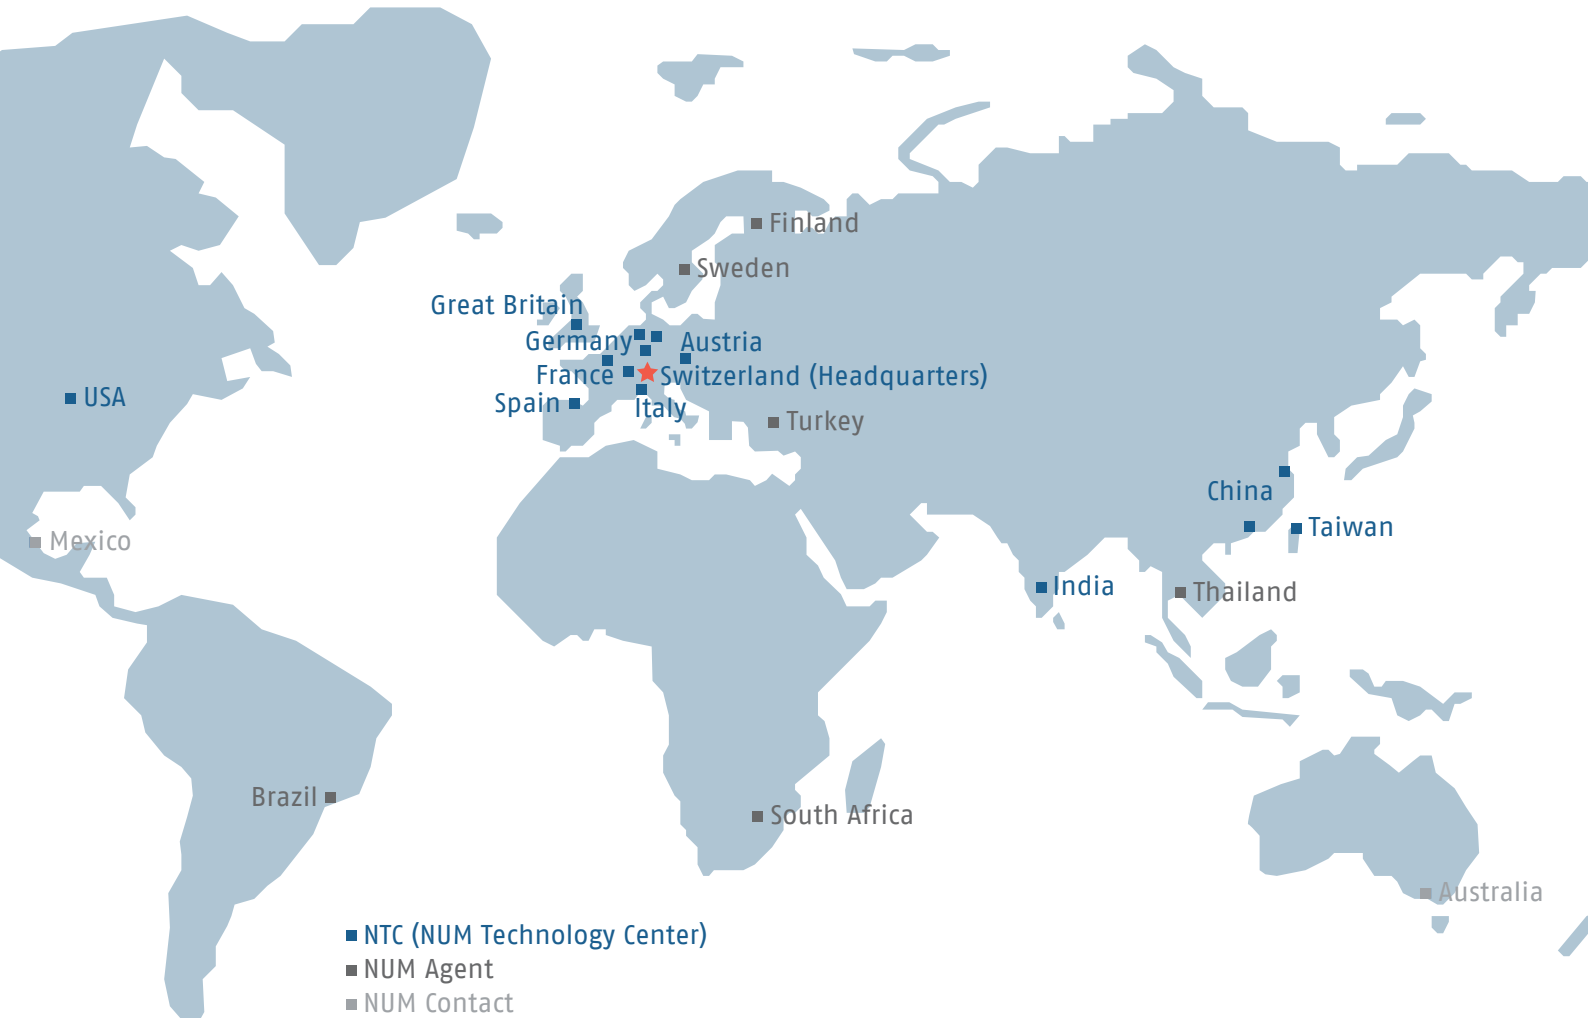 Finland
Sweden
Great Britain
Germany
Austria
France
Switzerland (Headquarters)
USA
Spain
Italy
Turkey
China
Taiwan
Mexico
India
Thailand
Brazil
South Africa
Australia
NTC (NUM Technology Center)
NUM Agent
NUM Contact